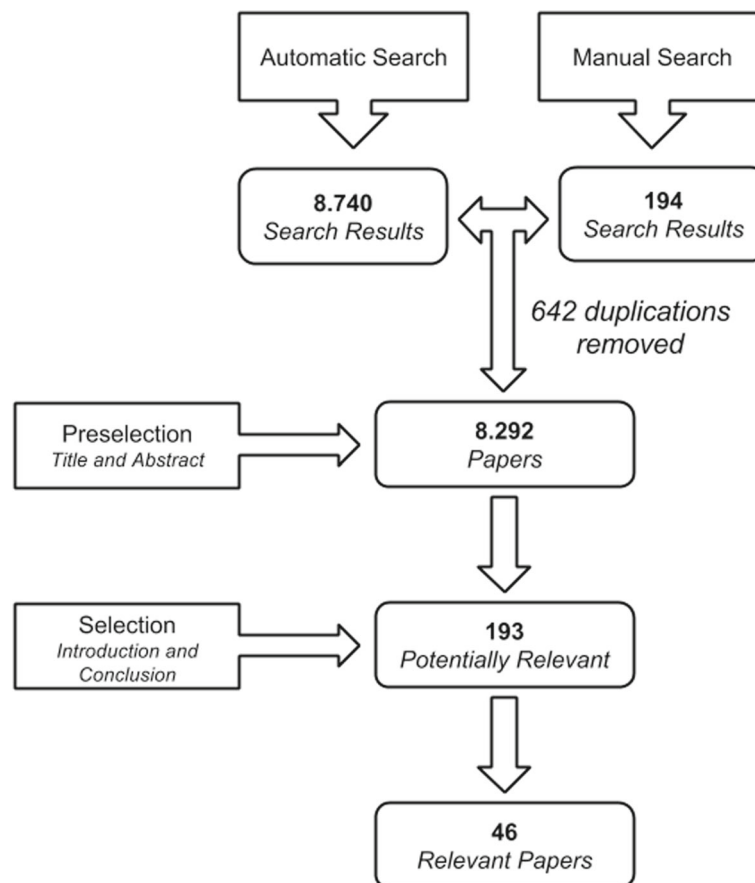 Automatic Search
Manual Search
8.740
Search Results
194
Search Results
642 duplications
removed
Preselection
Title and Abstract
8.292
Papers
Selection
Introduction and
Conclusion
193
Potentially Relevant
46
Relevant Papers